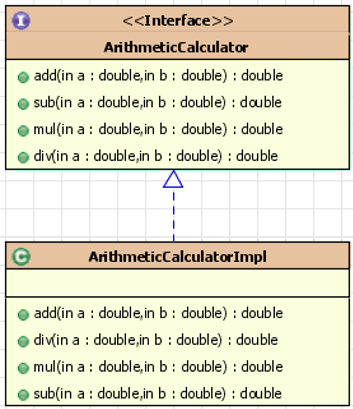 I
<<Interface>>
ArithmeticCalculator
add(in a : double,in b : double) : double
sub(in a : double,in b : double) : double
mul(in a : double,in b : double) : double
div(in a : double,in b : double) : double
C
ArithmeticCalculatorImpl
add(in a : double,in b : double) : double
div(in a : double,in b : double) : double
mul(in a : double,in b : double) : double
sub(in a : double,in b : double) : double